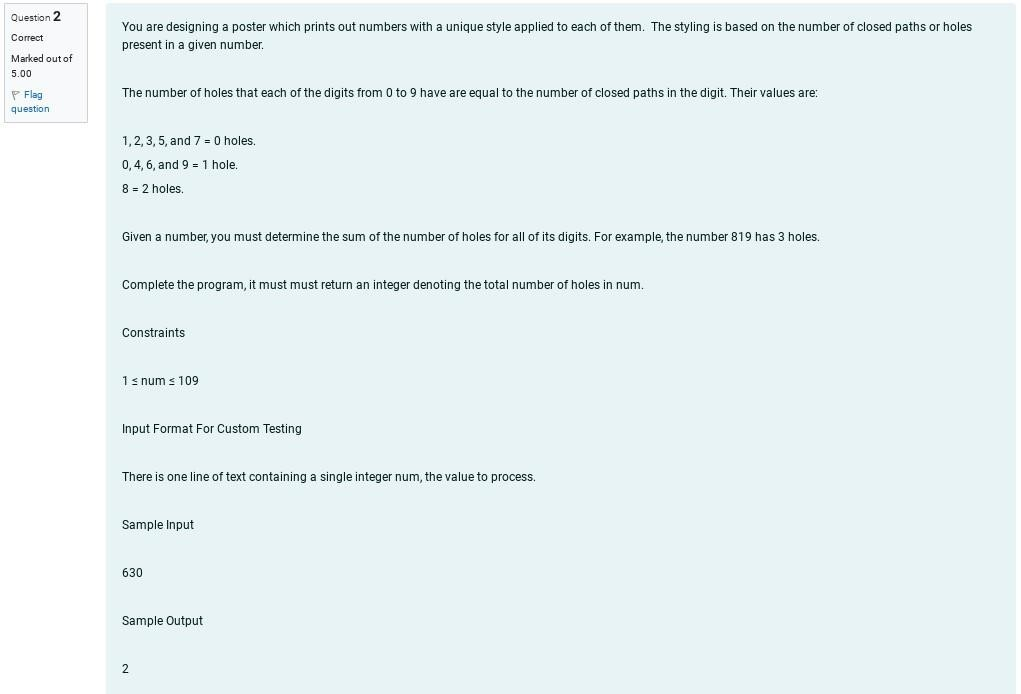 Question 2
Correct
Marked out of
5.00
Flag
question
You are designing a poster which prints out numbers with a unique style applied to each of them.  The styling is based on the number of closed paths or holes
present in a given number.
The number of holes that each of the digits from 0 to 9 have are equal to the number of closed paths in the digit. Their values are:
1, 2, 3, 5, and 7 = 0 holes.
0, 4, 6, and 9 = 1 hole.
8 = 2 holes.
Given a number, you must determine the sum of the number of holes for all of its digits. For example, the number 819 has 3 holes.
Complete the program, it must must return an integer denoting the total number of holes in num.
Constraints
1 ≤ num ≤ 109
Input Format For Custom Testing
There is one line of text containing a single integer num, the value to process.
Sample Input
630
Sample Output
2